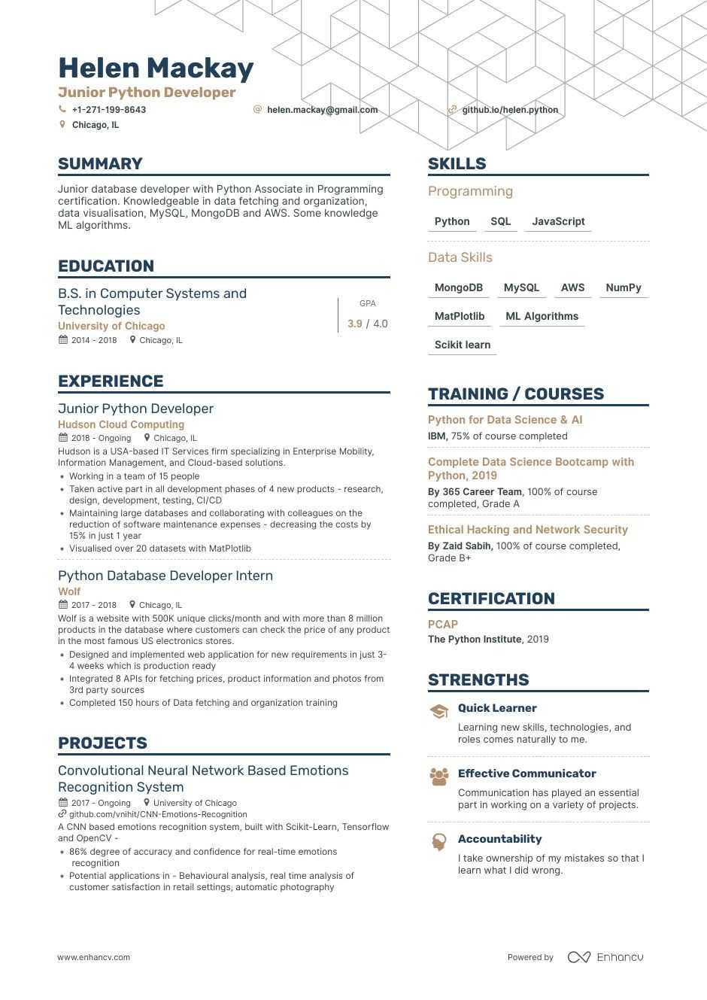 Helen Mackay
Junior Python Developer
+1-271-199-8643
helen.mackay@gmail.com
github.io/helen.python
Chicago, IL
SUMMARY
Junior database developer with Python Associate in Programming
certification. Knowledgeable in data fetching and organization,
data visualisation, MySQL, MongoDB and AWS. Some knowledge
ML algorithms.
EDUCATION
B.S. in Computer Systems and
Technologies
University of Chicago
2014 - 2018 Chicago, IL
GPA
3.9 / 4.0
EXPERIENCE
Junior Python Developer
Hudson Cloud Computing
2018 - Ongoing Chicago, IL
Hudson is a USA-based IT Services firm specializing in Enterprise Mobility,
Information Management, and Cloud-based solutions.
• Working in a team of 15 people
• Taken active part in all development phases of 4 new products - research,
design, development, testing, CI/CD
• Maintaining large databases and collaborating with colleagues on the
reduction of software maintenance expenses - decreasing the costs by
15% in just 1 year
• Visualised over 20 datasets with MatPlotlib
Python Database Developer Intern
Wolf
2017 - 2018 Chicago, IL
Wolf is a website with 500K unique clicks/month and with more than 8 million
products in the database where customers can check the price of any product
in the most famous US electronics stores.
• Designed and implemented web application for new requirements in just 3-
4 weeks which is production ready
• Integrated 8 APIs for fetching prices, product information and photos from
3rd party sources
• Completed 150 hours of Data fetching and organization training
PROJECTS
Convolutional Neural Network Based Emotions
Recognition System
2017 - Ongoing University of Chicago
github.com/vnihit/CNN-Emotions-Recognition
A CNN based emotions recognition system, built with Scikit-Learn, Tensorflow
and OpenCV -
• 86% degree of accuracy and confidence for real-time emotions
recognition
• Potential applications in - Behavioural analysis, real time analysis of
customer satisfaction in retail settings, automatic photography
SKILLS
Programming
Python SQL JavaScript
Data Skills
MongoDB MySQL AWS NumPy
MatPlotlib ML Algorithms
Scikit learn
TRAINING / COURSES
Python for Data Science & AI
IBM, 75% of course completed
Complete Data Science Bootcamp with
Python, 2019
By 365 Career Team, 100% of course
completed, Grade A
Ethical Hacking and Network Security
By Zaid Sabih, 100% of course completed,
Grade B+
CERTIFICATION
PCAP
The Python Institute, 2019
STRENGTHS
Quick Learner
Learning new skills, technologies, and
roles comes naturally to me.
Effective Communicator
Communication has played an essential
part in working on a variety of projects.
Accountability
I take ownership of my mistakes so that I
learn what I did wrong.
www.enhancv.com
Powered by Enhancv